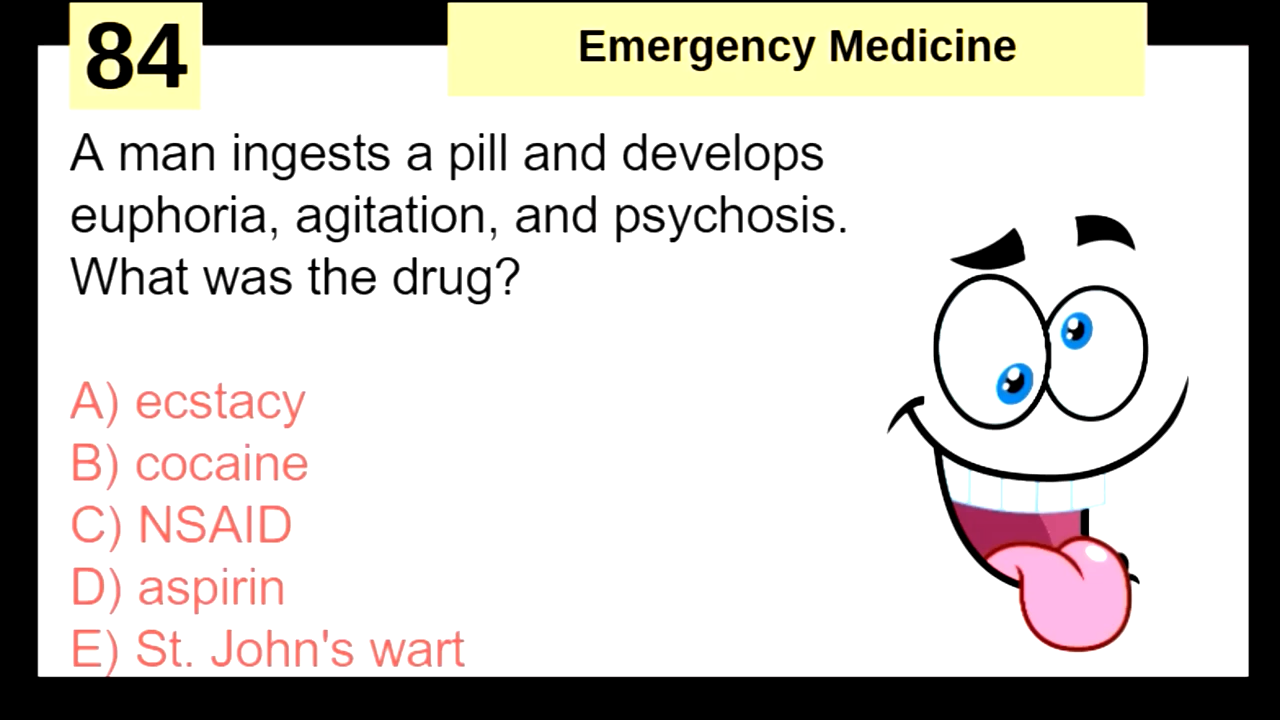 84
Emergency Medicine
A man ingests a pill and develops
euphoria, agitation, and psychosis.
What was the drug?
A) ecstacy
B) cocaine
C) NSAID
D) aspirin
E) St. John's wart